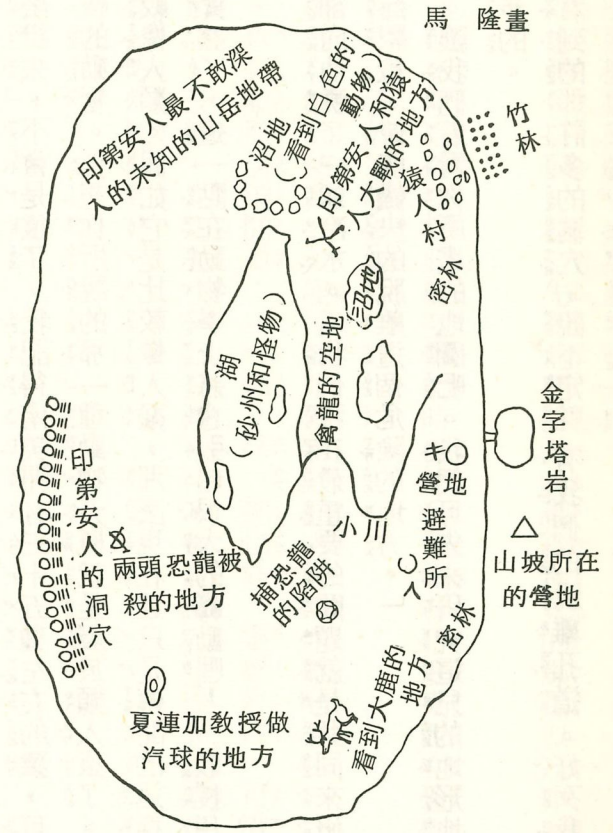 馬隆畫
印第安人最不敢深
入的未知的山岳地帶
沼地
（看到白色的
動物）
印第安人和猿
人大戰的地方
猿人村
竹林
密林
沼地
湖
（砂州和怪物）
禽龍的空地
金字塔岩
キ營地
小川
避難所
山坡所在
的營地
印第安人的洞穴
兩頭恐龍被
殺的地方
捕恐龍
的陷阱
密林
看到大鹿的
地方
夏連加教授做
汽球的地方